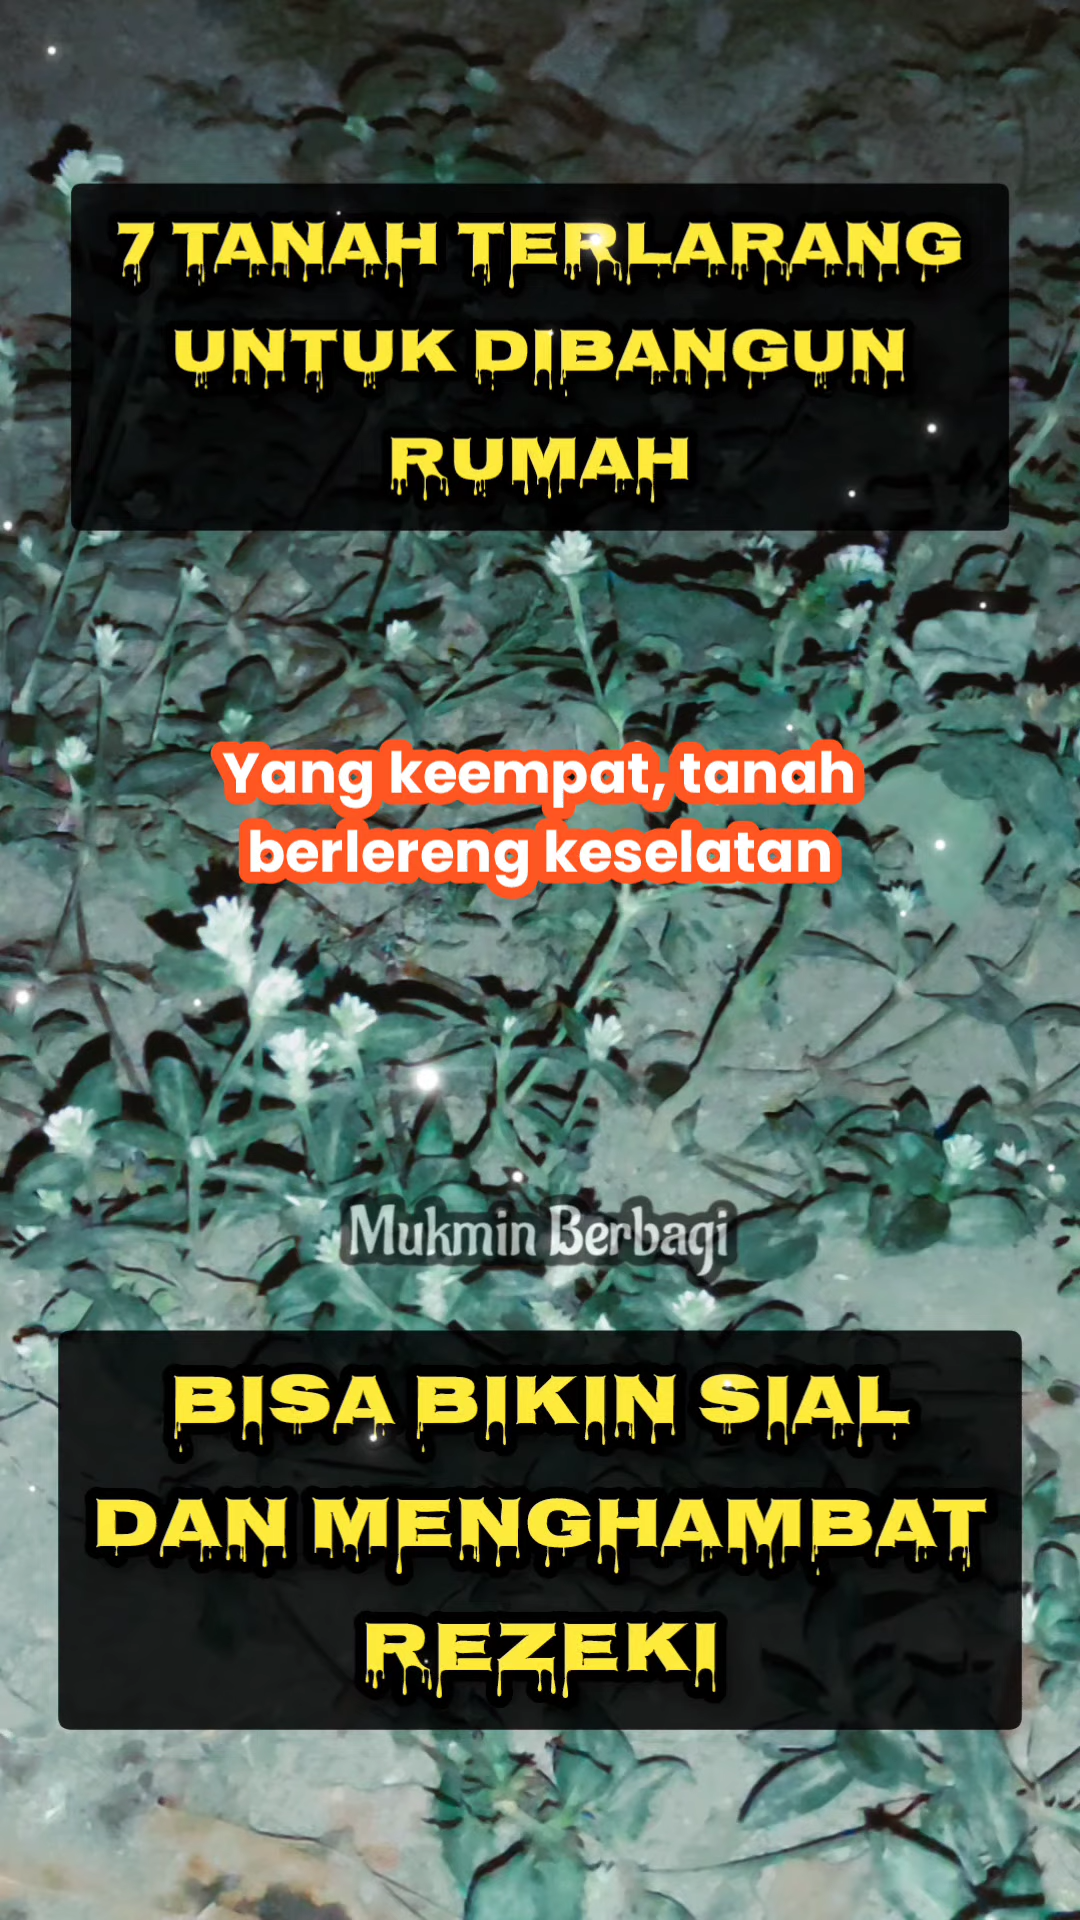 7 TANAH TERLARANG
UNTUK DIBANGUN
RUMAH
Yang keempat, tanah
berlereng keselatan
Mukmin Berbagi
BISA BIKIN SIAL
DAN MENGHAMBAT
REZEKI